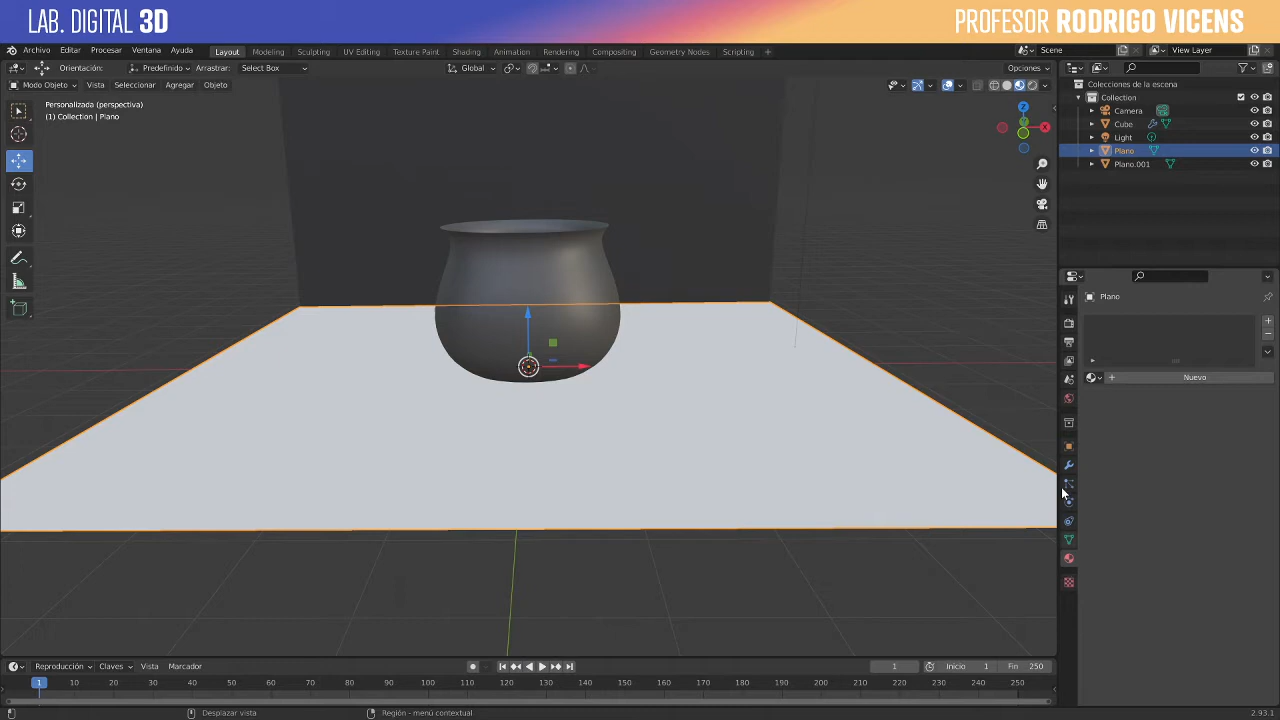 LAB. DIGITAL 3D
PROFESOR RODRIGO VICENS
Archivo Editar Procesar Ventana Ayuda
Layout Modeling Sculpting UV Editing Texture Paint Shading Animation Rendering Compositing Geometry Nodes Scripting +
Scene
View Layer
Orientación: Predefinido Arrastrar: Select Box
Global
Opciones
Modo Objeto Vista Seleccionar Agregar Objeto
Personalizada (perspectiva)
(1) Collection | Plano
Z
Y
X
Colecciones de la escena
Collection
Camera
Cube
Light
Plano
Plano.001
Plano
+ Nuevo
Reproducción Claves Vista Marcador
1
Inicio 1
Fin 250
1 10 20 30 40 50 60 70 80 90 100 110 120 130 140 150 160 170 180 190 200 210 220 230 240 250
Desplazar vista
Región - menú contextual
2.93.1